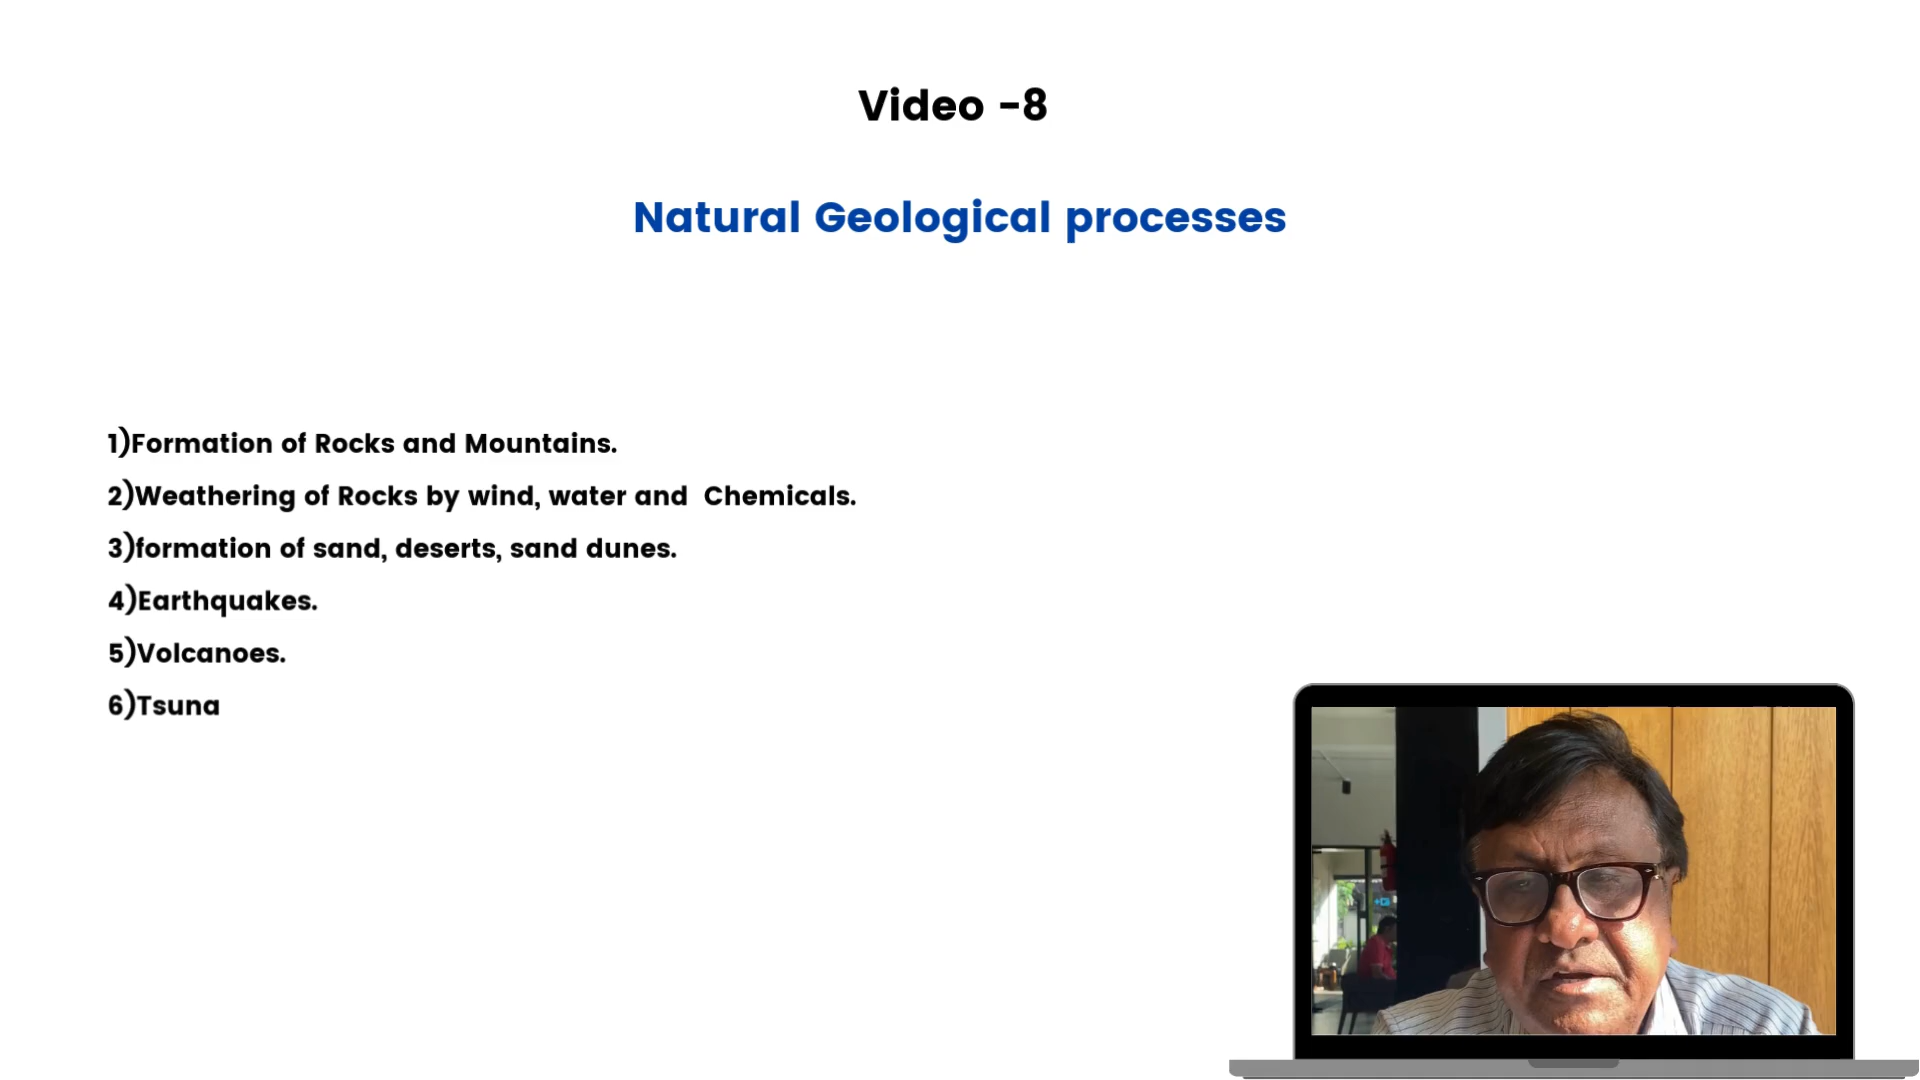 Video -8
Natural Geological processes
1)Formation of Rocks and Mountains.
2)Weathering of Rocks by wind, water and  Chemicals.
3)formation of sand, deserts, sand dunes.
4)Earthquakes.
5)Volcanoes.
6)Tsuna